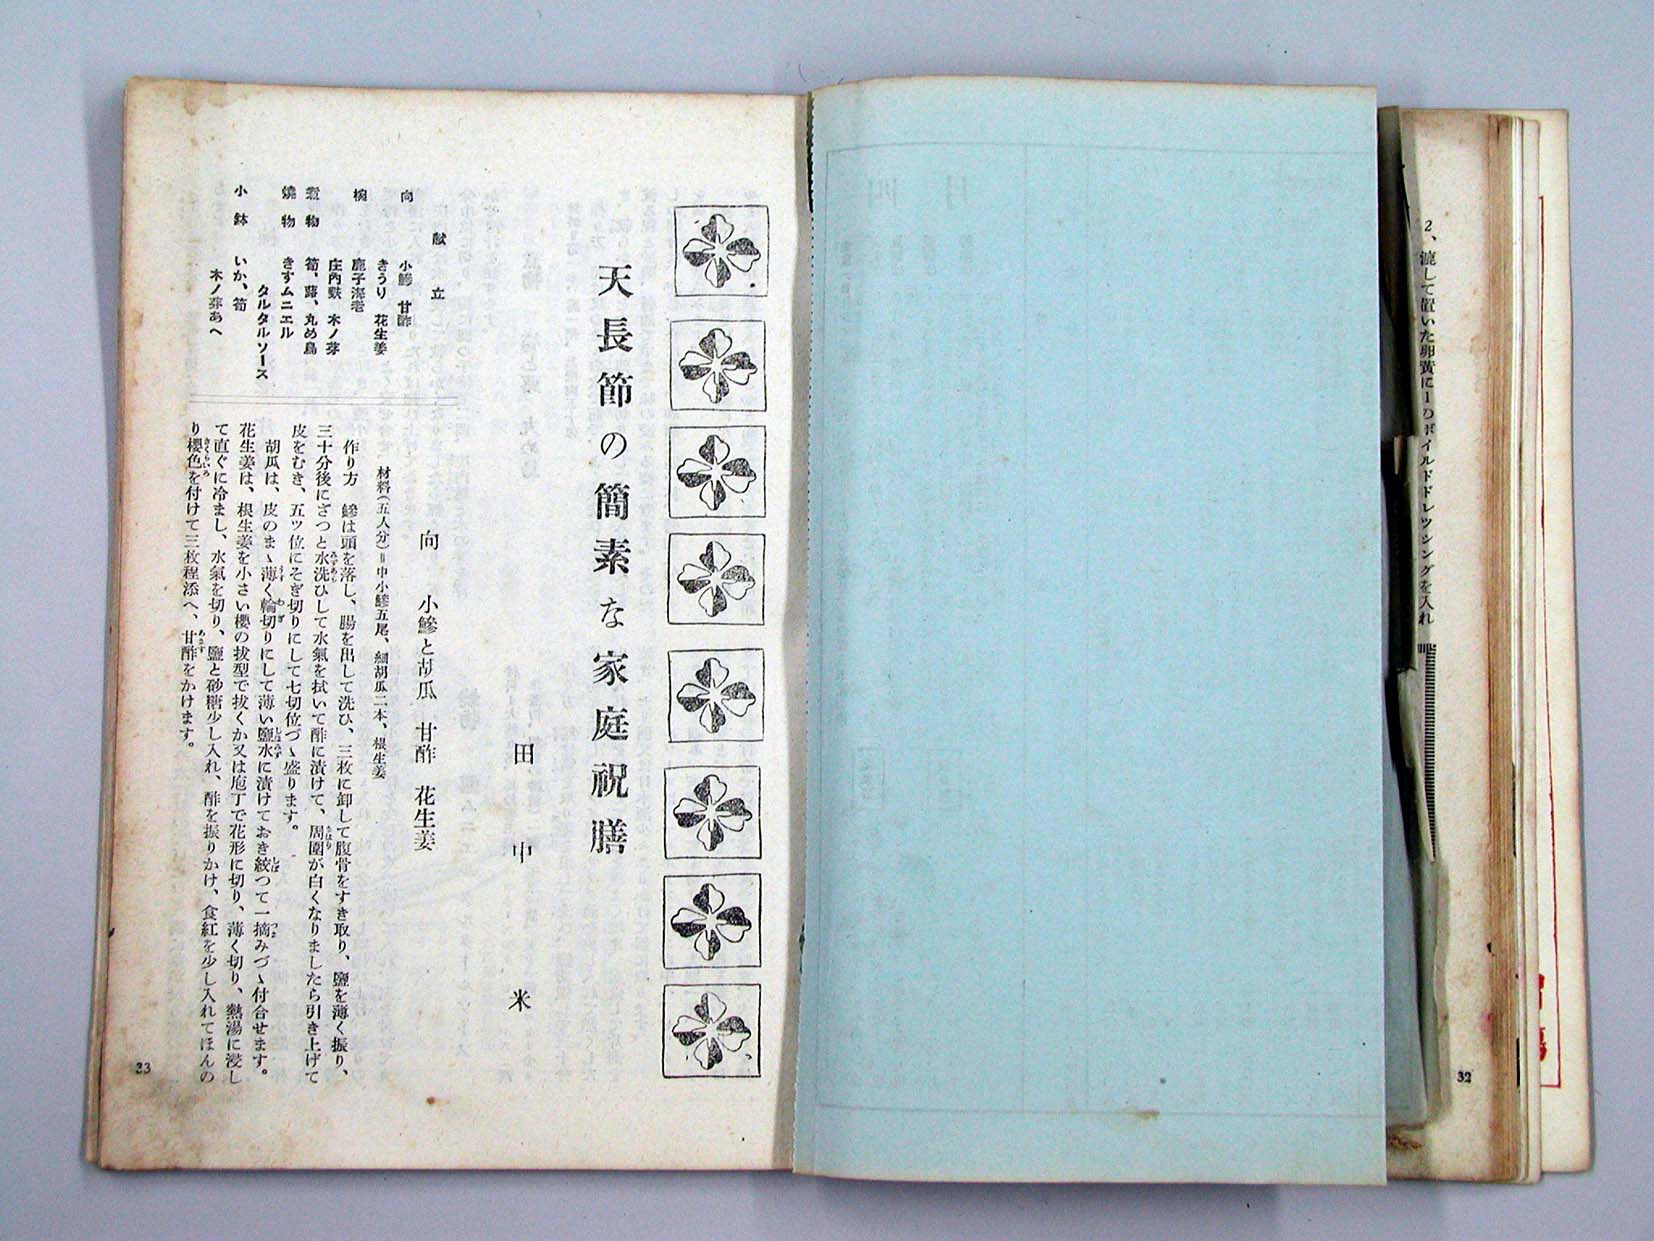 2、漉して置いた卵黄に1のボイルドドレツシングを入れ
32
天長節の簡素な家庭祝膳
田中米
献立
向 小鰺 甘酢
きうり 花生姜
椀 鹿子海老
庄内麩 木ノ芽
煮物 筍、蕗、丸め鳥
燒物 きすムニエル
タルタルソース
小鉢 いか、筍
木ノ芽あへ
向 小鰺と胡瓜 甘酢 花生姜
材料(五人分)=中小鰺五尾、細胡瓜二本、根生姜
作り方 鰺は頭を落し、腸を出して洗ひ、三枚に卸して腹骨をすき取り、鹽を薄く振り、
三十分後にざつと水洗ひして水氣を拭いて酢に漬けて、周圍が白くなりましたら引き上げて
皮をむき、五ツ位にそぎ切りにして七切位づゝ盛ります。
胡瓜は、皮のまゝ薄く輪切りにして薄い鹽水に漬けておき絞つて一摘みづゝ付合せます。
花生姜は、根生姜を小さい櫻の抜型で抜くか又は庖丁で花形に切り、薄く切り、熱湯に浸し
て直ぐに冷まし、水氣を切り、鹽と砂糖少し入れ、酢を振りかけ、食紅を少し入れてほんの
り櫻色を付けて三枚程添へ、甘酢をかけます。
33